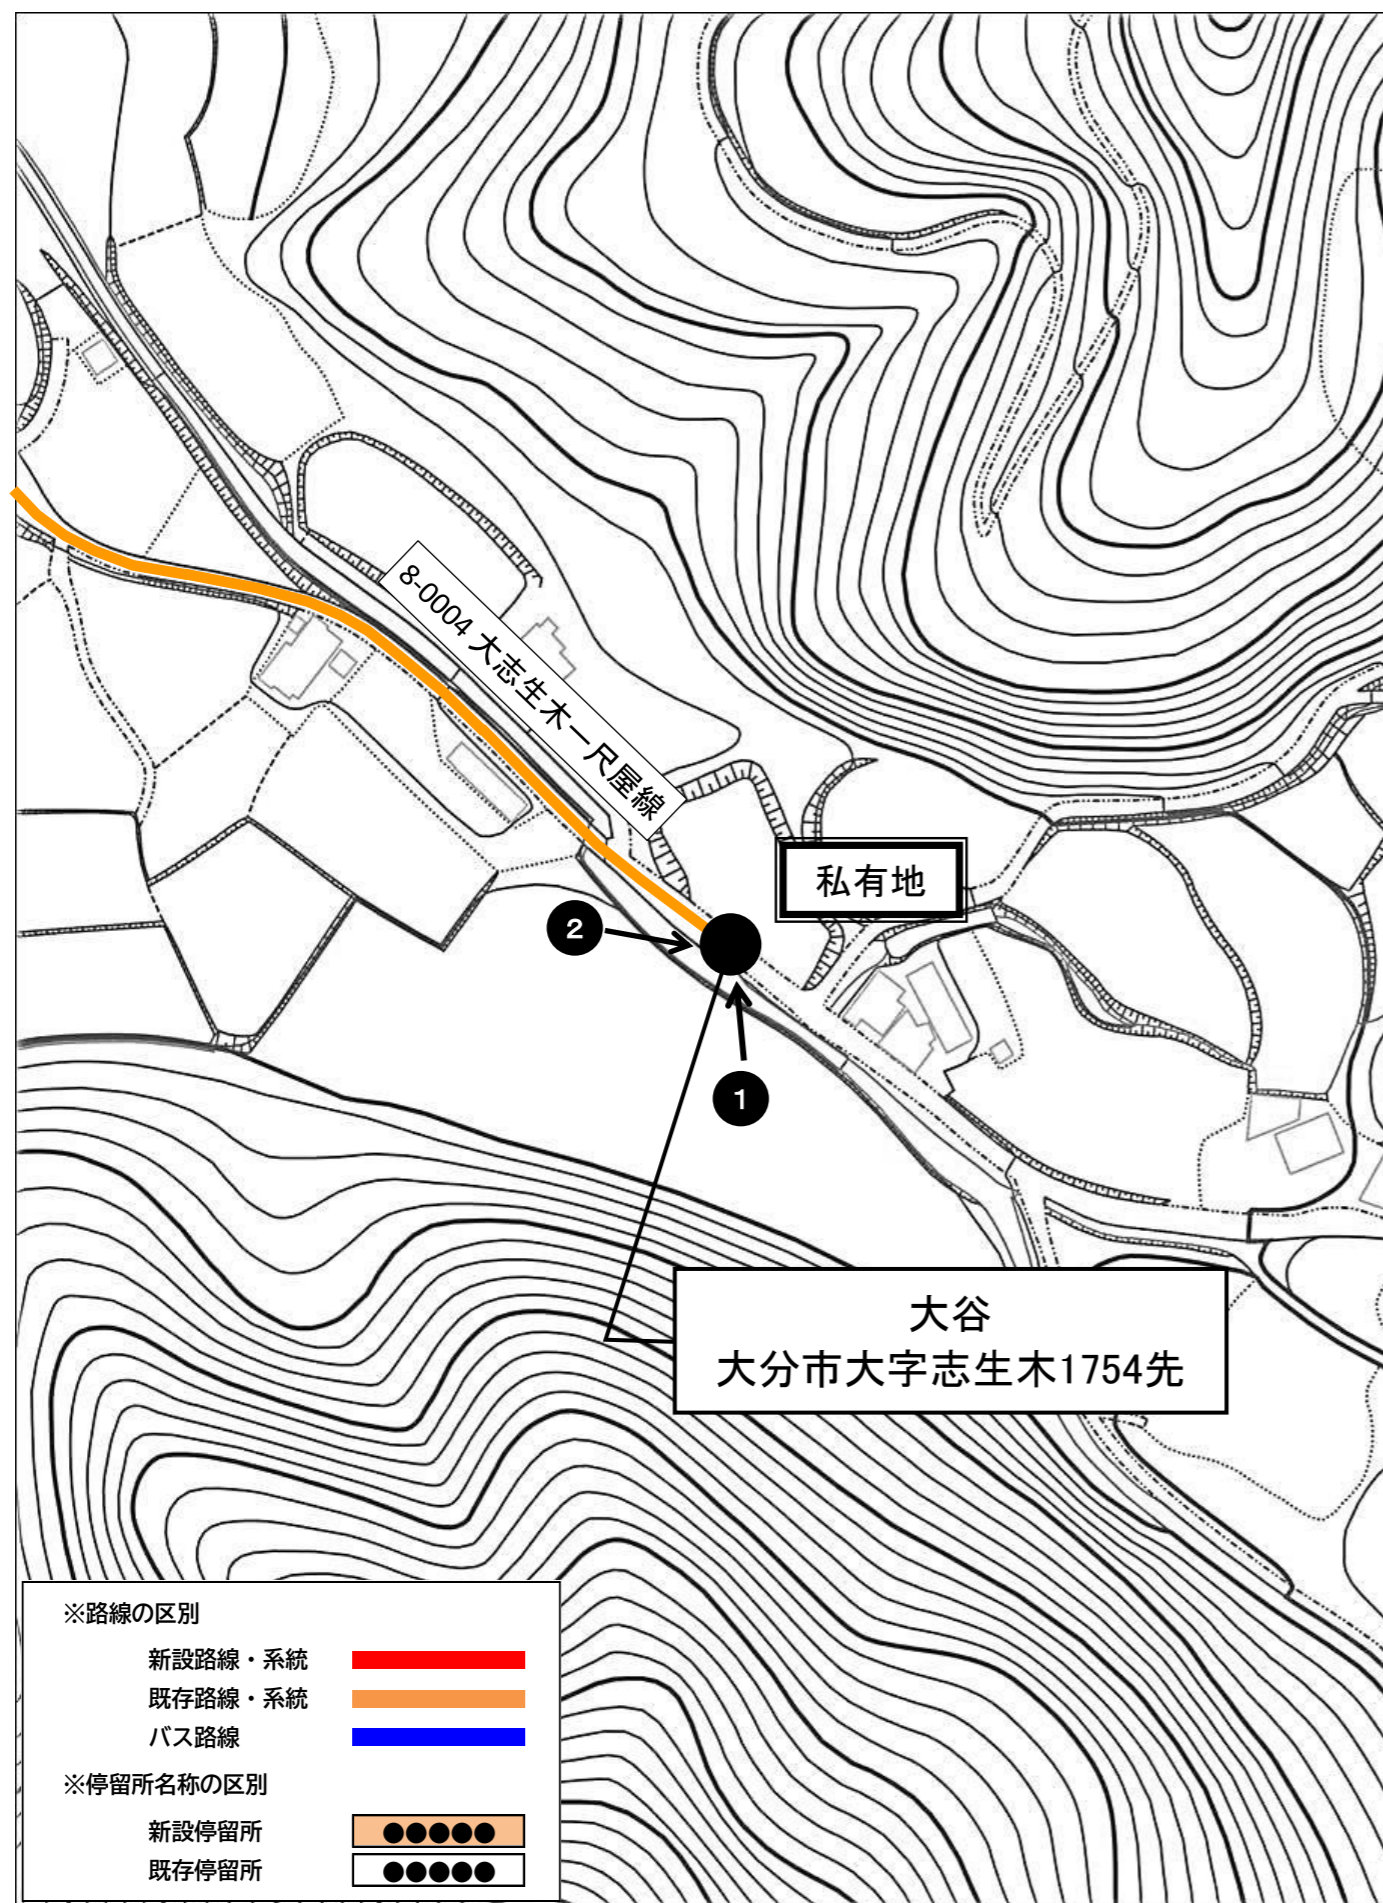 8-0004 大志生木一尺屋線
私有地
2
1
大谷
大分市大字志生木1754先
※路線の区別
新設路線・系統
既存路線・系統
バス路線
※停留所名称の区別
新設停留所 ●●●●●
既存停留所 ●●●●●